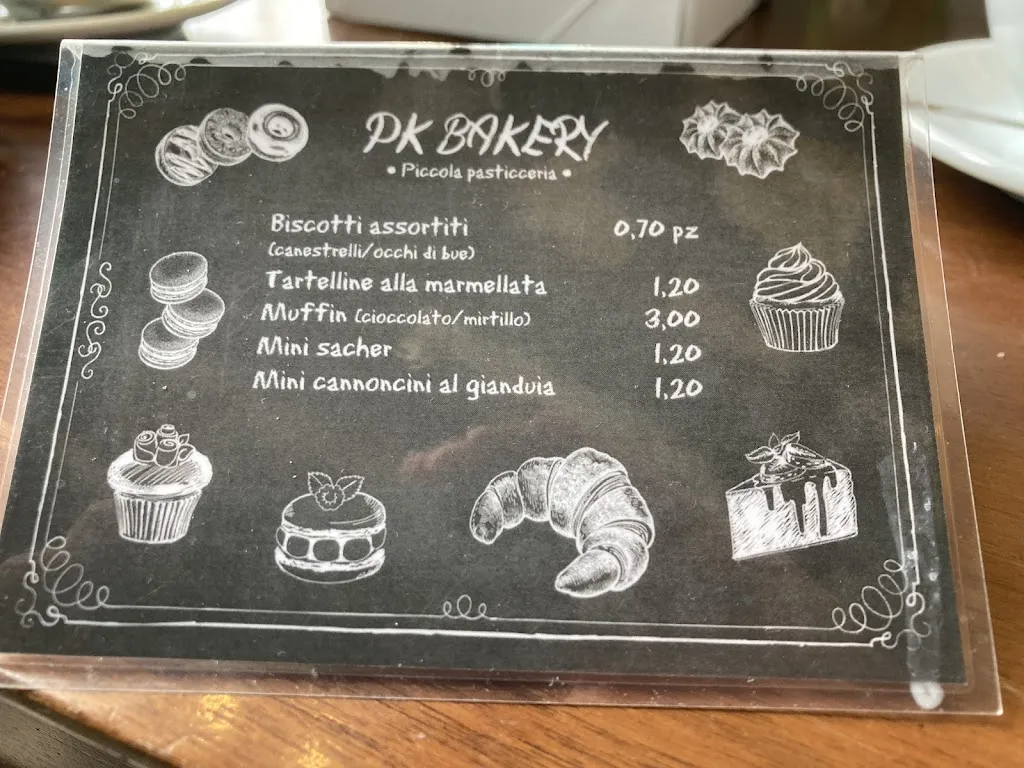 PK BAKERY
• Piccola pasticceria •
Biscotti assortiti 0,70 pz
(canestrelli/occhi di bue)
Tartelline alla marmellata 1,20
Muffin (cioccolato/mirtillo) 3,00
Mini sacher 1,20
Mini cannoncini al gianduia 1,20